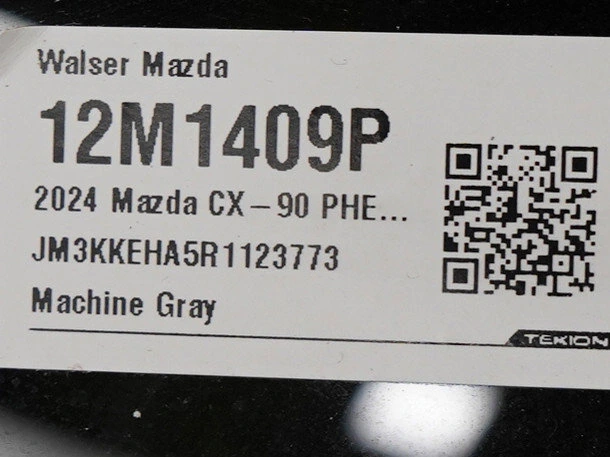 Walser Mazda
12M1409P
2024 Mazda CX-90 PHE...
JM3KKEHA5R1123773
Machine Gray
TEKION